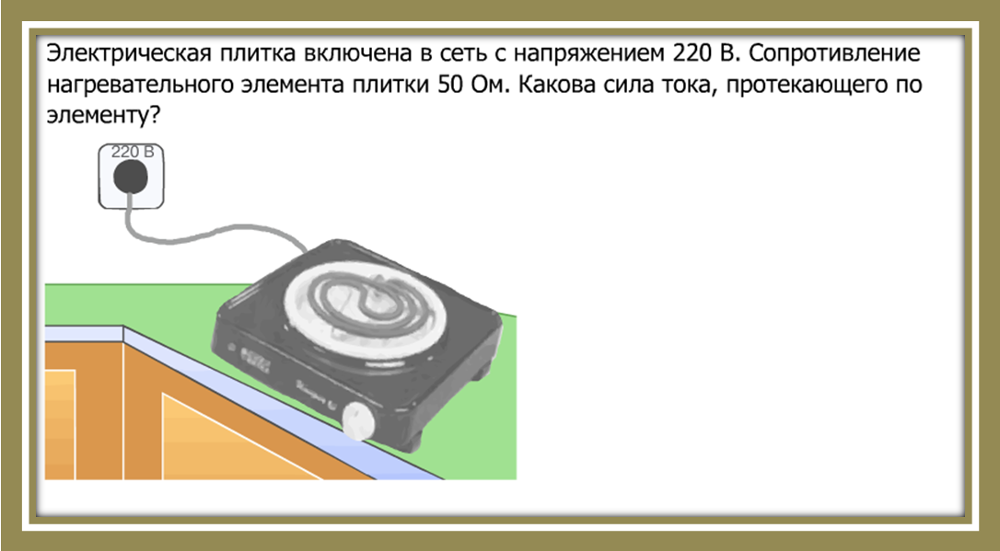 Электрическая плитка включена в сеть с напряжением 220 В. Сопротивление
нагревательного элемента плитки 50 Ом. Какова сила тока, протекающего по
элементу?
220 В